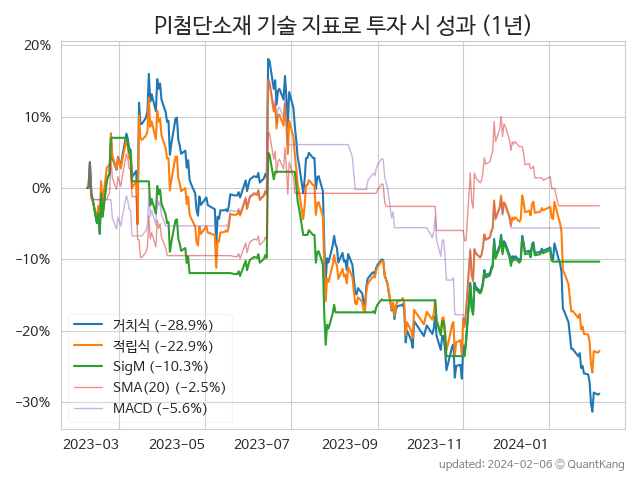 PI첨단소재 기술 지표로 투자 시 성과 (1년)
20%
10%
0%
−10%
−20%
−30%
거치식 (−28.9%)
적립식 (−22.9%)
SigM (−10.3%)
SMA(20) (−2.5%)
MACD (−5.6%)
2023−03 2023−05 2023−07 2023−09 2023−11 2024−01
updated: 2024−02−06 © QuantKang